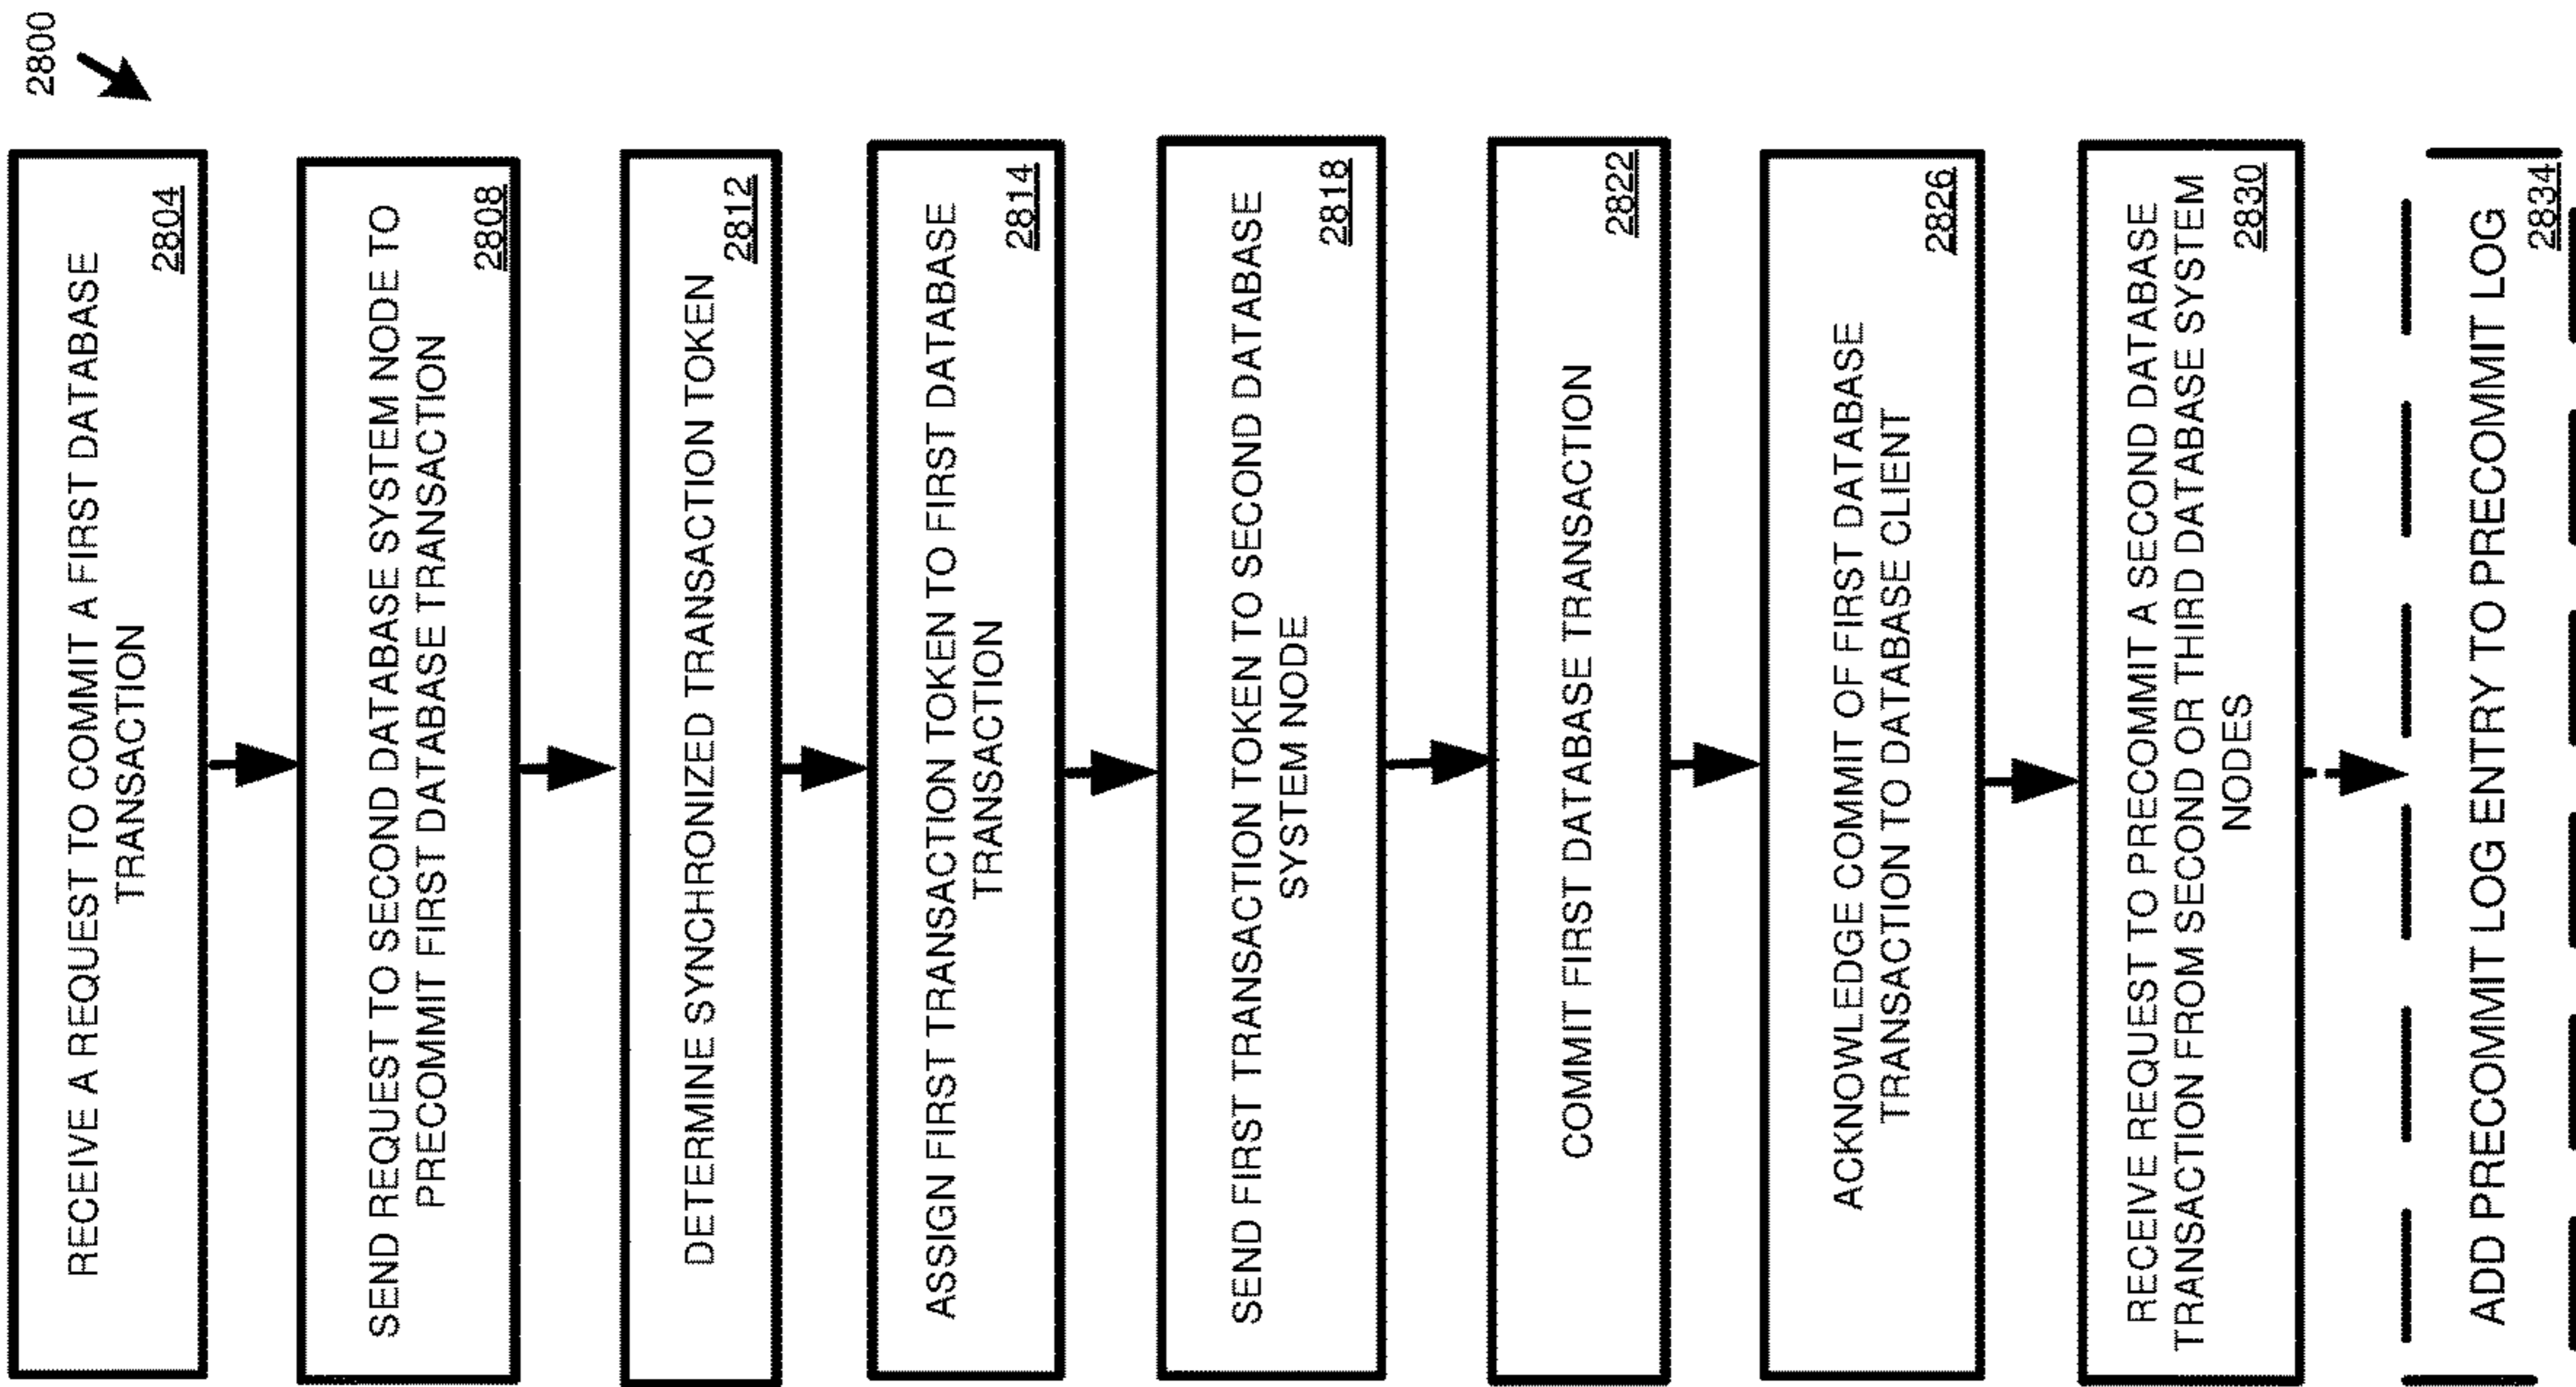 2800
RECEIVE A REQUEST TO COMMIT A FIRST DATABASE
TRANSACTION
2804
SEND REQUEST TO SECOND DATABASE SYSTEM NODE TO
PRECOMMIT FIRST DATABASE TRANSACTION
2808
DETERMINE SYNCHRONIZED TRANSACTION TOKEN
2812
ASSIGN FIRST TRANSACTION TOKEN TO FIRST DATABASE
TRANSACTION
2814
SEND FIRST TRANSACTION TOKEN TO SECOND DATABASE
SYSTEM NODE
2818
COMMIT FIRST DATABASE TRANSACTION
2822
ACKNOWLEDGE COMMIT OF FIRST DATABASE
TRANSACTION TO DATABASE CLIENT
2826
RECEIVE REQUEST TO PRECOMMIT A SECOND DATABASE
TRANSACTION FROM SECOND OR THIRD DATABASE SYSTEM
NODES
2830
ADD PRECOMMIT LOG ENTRY TO PRECOMMIT LOG
2834